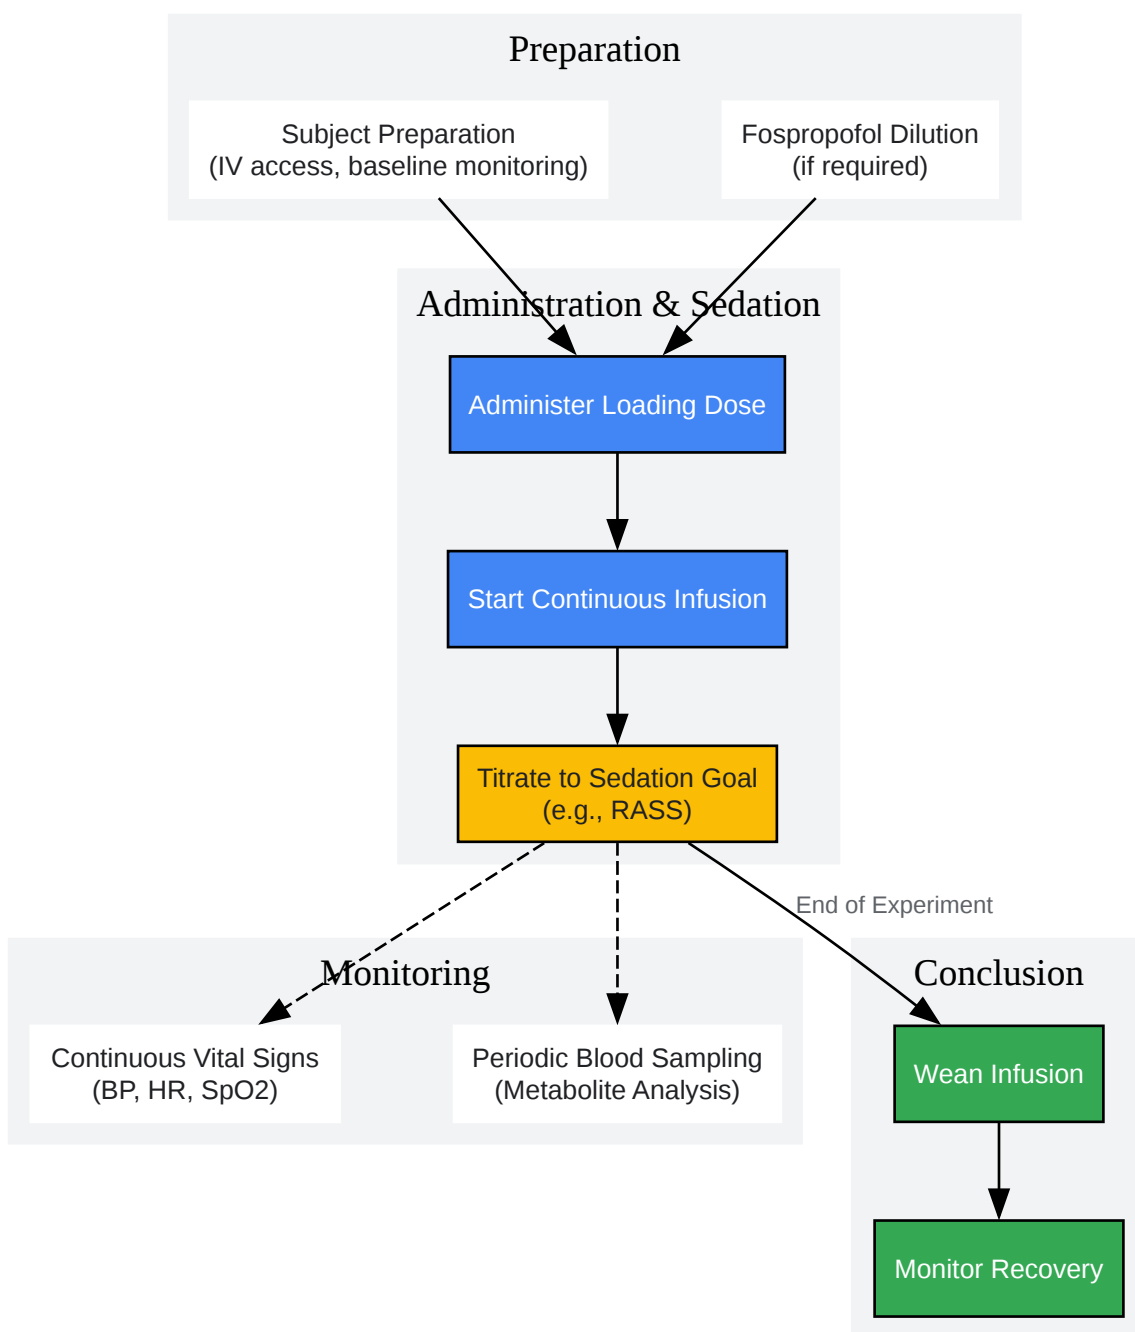 Preparation
Subject Preparation
(IV access, baseline monitoring)
Fospropofol Dilution
(if required)
Administration & Sedation
Administer Loading Dose
Start Continuous Infusion
Titrate to Sedation Goal
(e.g., RASS)
End of Experiment
Monitoring
Continuous Vital Signs
(BP, HR, SpO2)
Periodic Blood Sampling
(Metabolite Analysis)
Conclusion
Wean Infusion
Monitor Recovery